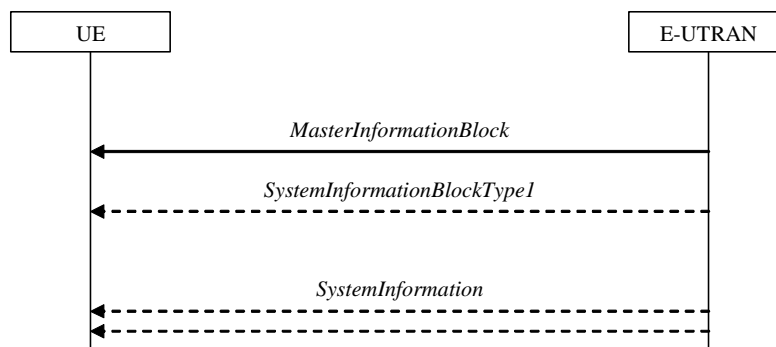 UE
E-UTRAN
MasterInformationBlock
SystemInformationBlockType1
SystemInformation